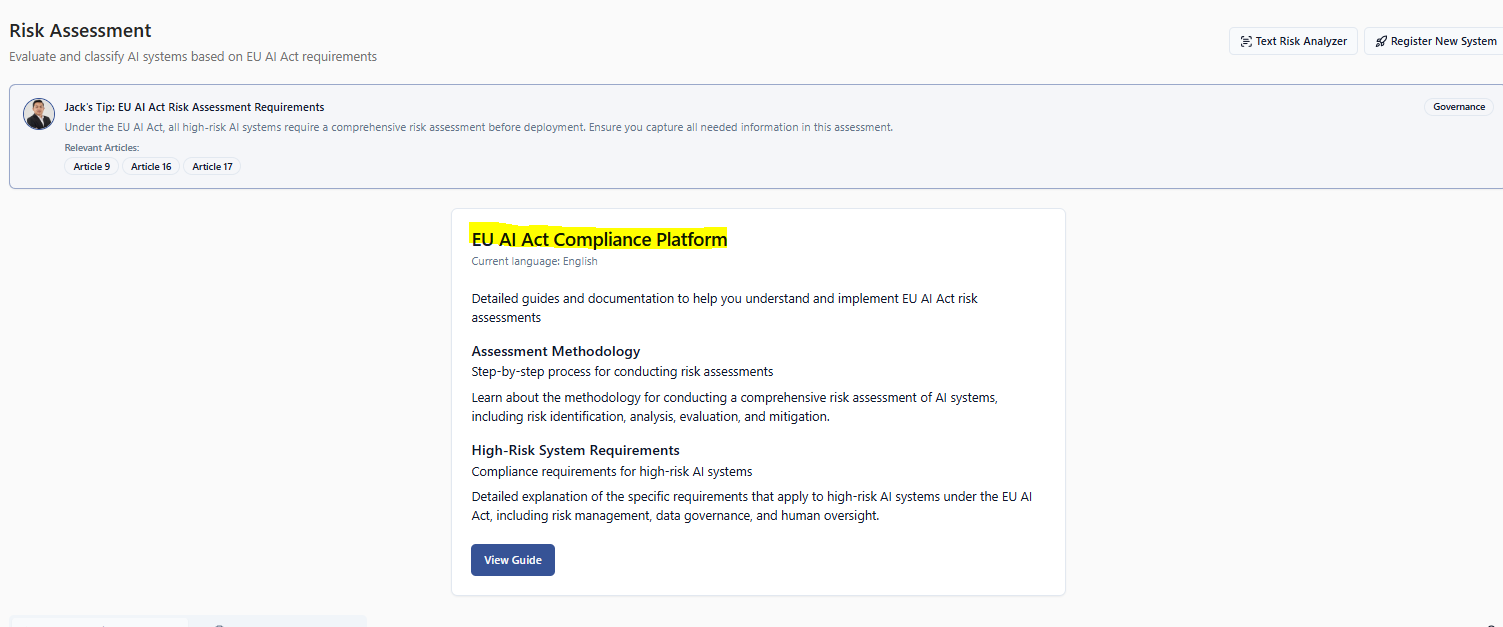 Risk Assessment
Evaluate and classify AI systems based on EU AI Act requirements
Text Risk Analyzer
Register New System
Jack's Tip: EU AI Act Risk Assessment Requirements
Governance
Under the EU AI Act, all high-risk AI systems require a comprehensive risk assessment before deployment. Ensure you capture all needed information in this assessment.
Relevant Articles:
Article 9 Article 16 Article 17
EU AI Act Compliance Platform
Current language: English
Detailed guides and documentation to help you understand and implement EU AI Act risk
assessments
Assessment Methodology
Step-by-step process for conducting risk assessments
Learn about the methodology for conducting a comprehensive risk assessment of AI systems,
including risk identification, analysis, evaluation, and mitigation.
High-Risk System Requirements
Compliance requirements for high-risk AI systems
Detailed explanation of the specific requirements that apply to high-risk AI systems under the EU AI
Act, including risk management, data governance, and human oversight.
View Guide